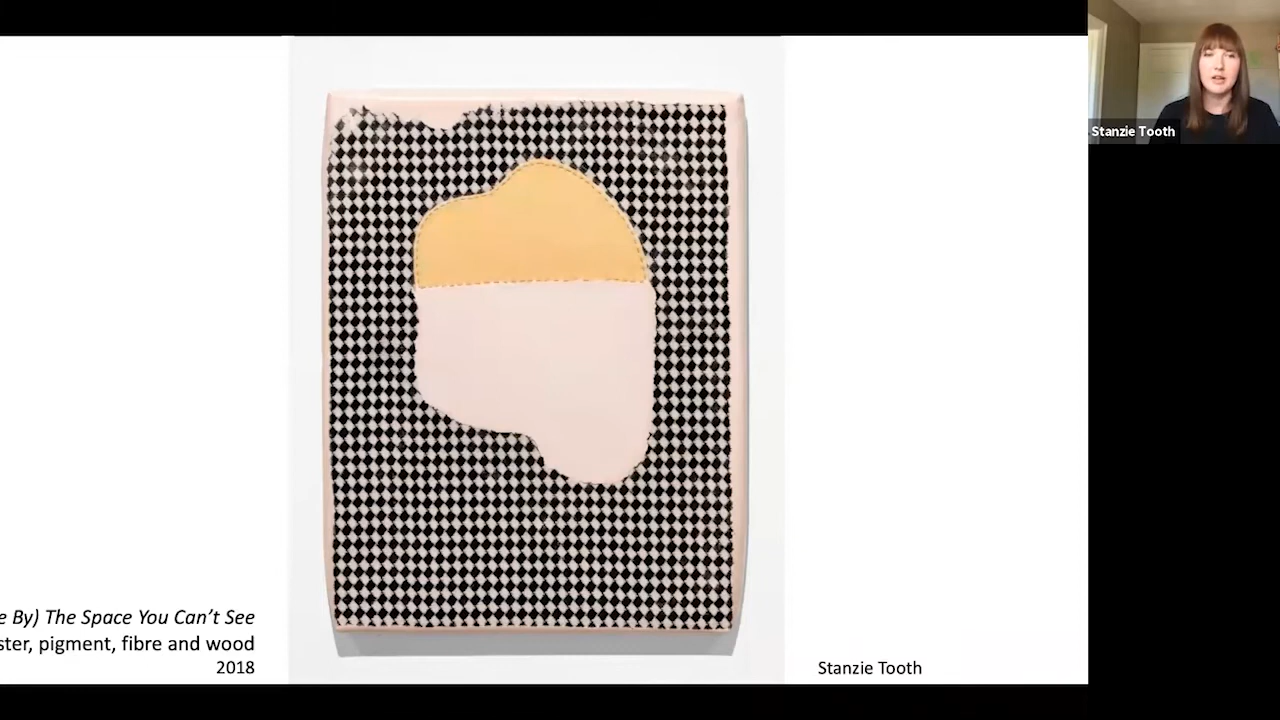 Stanzie Tooth
e By) The Space You Can't See
ster, pigment, fibre and wood
2018
Stanzie Tooth